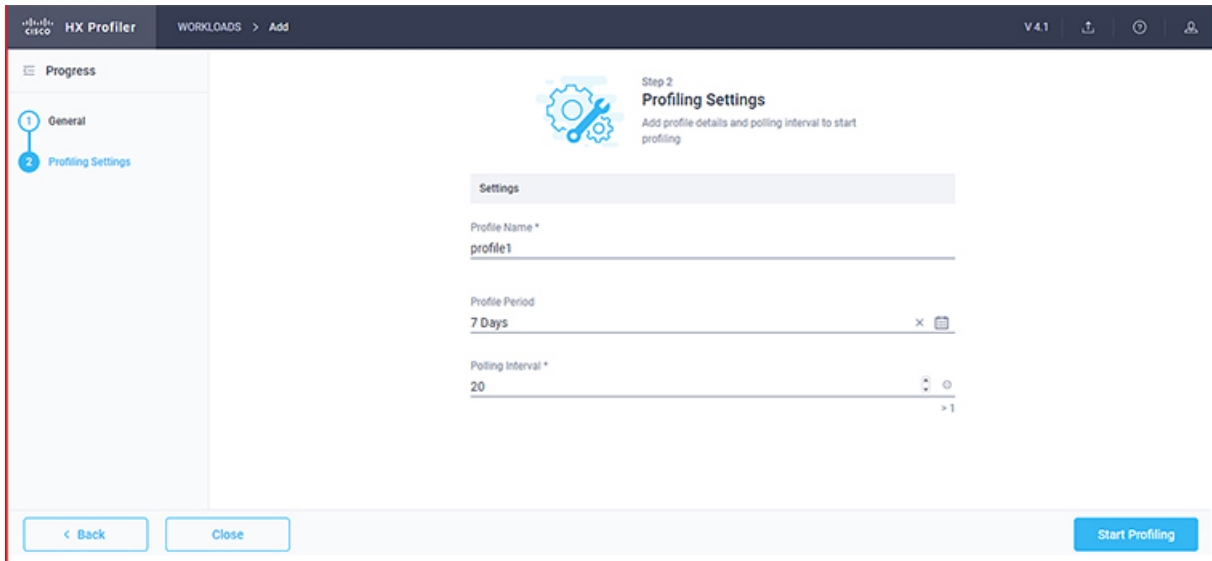 CISCO HX Profiler WORKLOADS > Add V 4.1
Progress
1 General
2 Profiling Settings
Step 2
Profiling Settings
Add profile details and polling interval to start
profiling
Settings
Profile Name *
profile1
Profile Period
7 Days
Polling Interval *
20
> 1
< Back Close Start Profiling